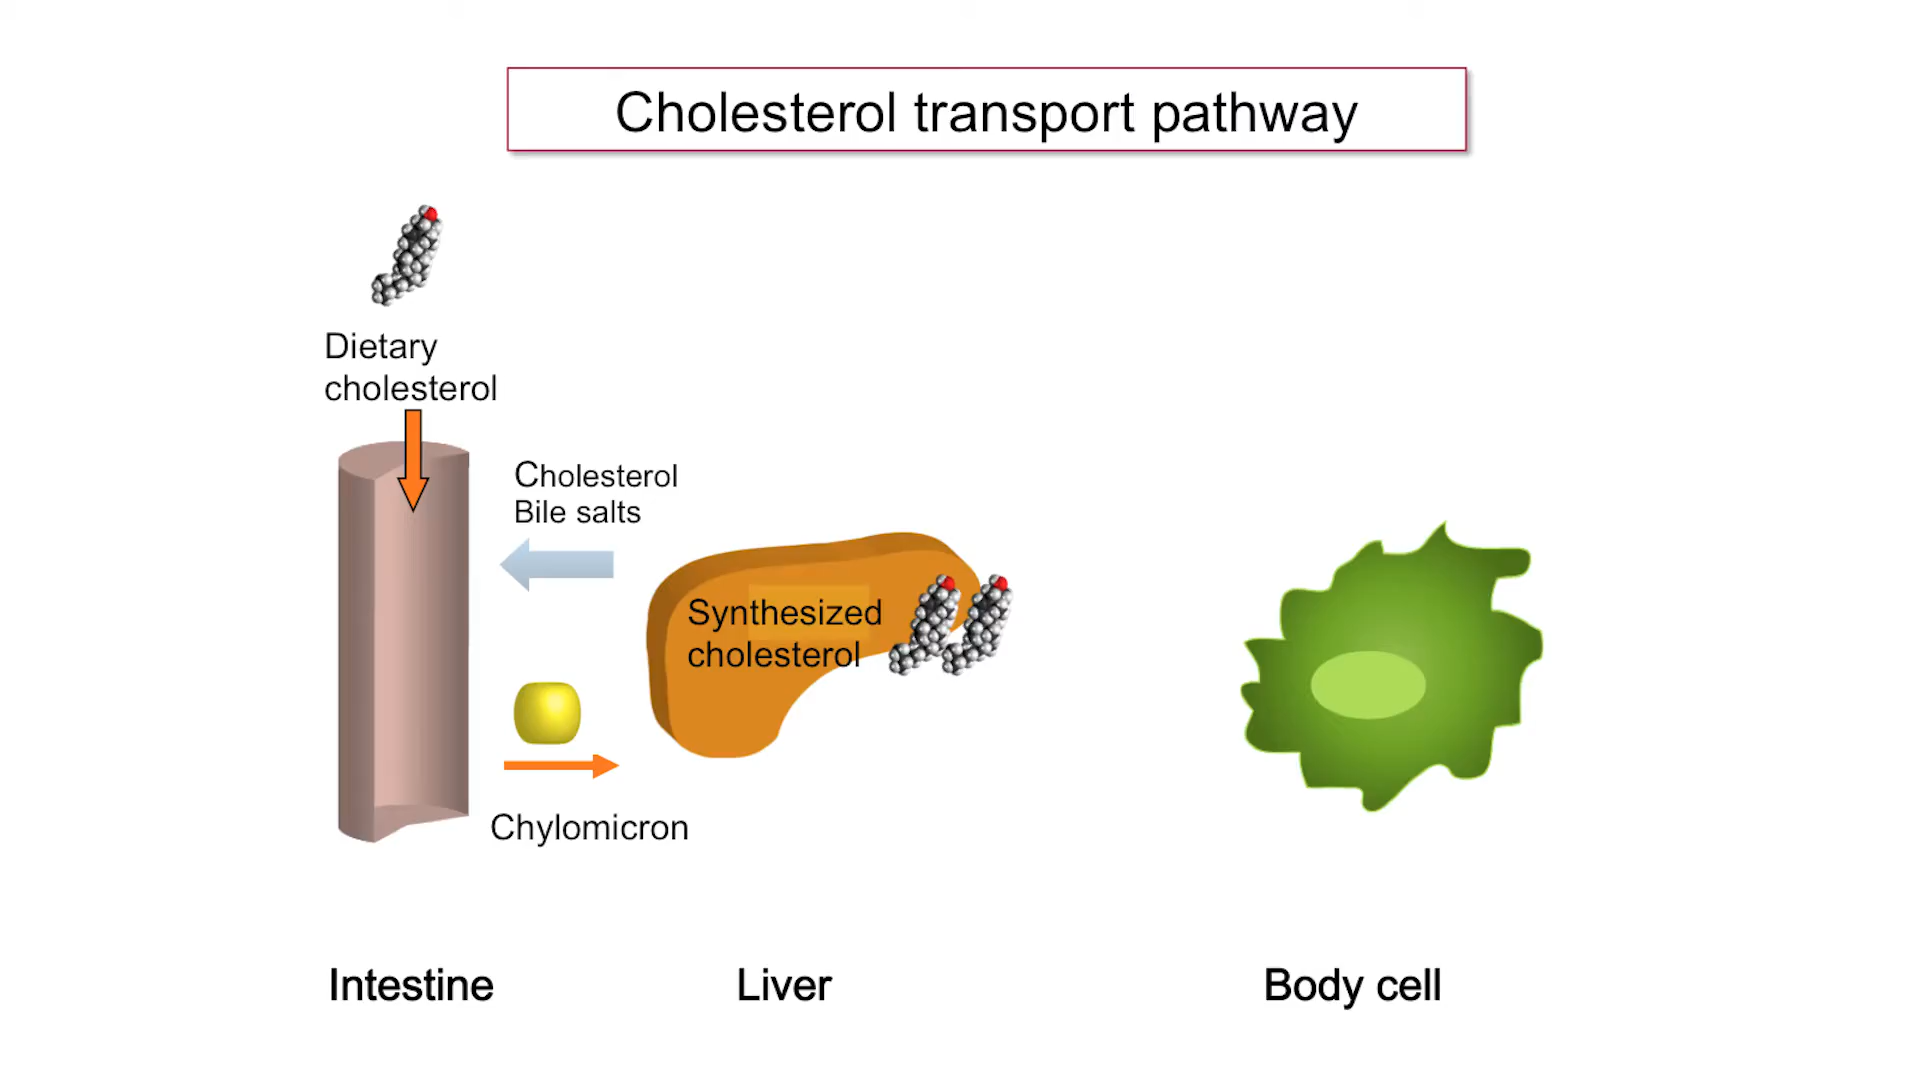 Cholesterol transport pathway
Dietary
cholesterol
Cholesterol
Bile salts
Synthesized
cholesterol
Chylomicron
Intestine
Liver
Body cell